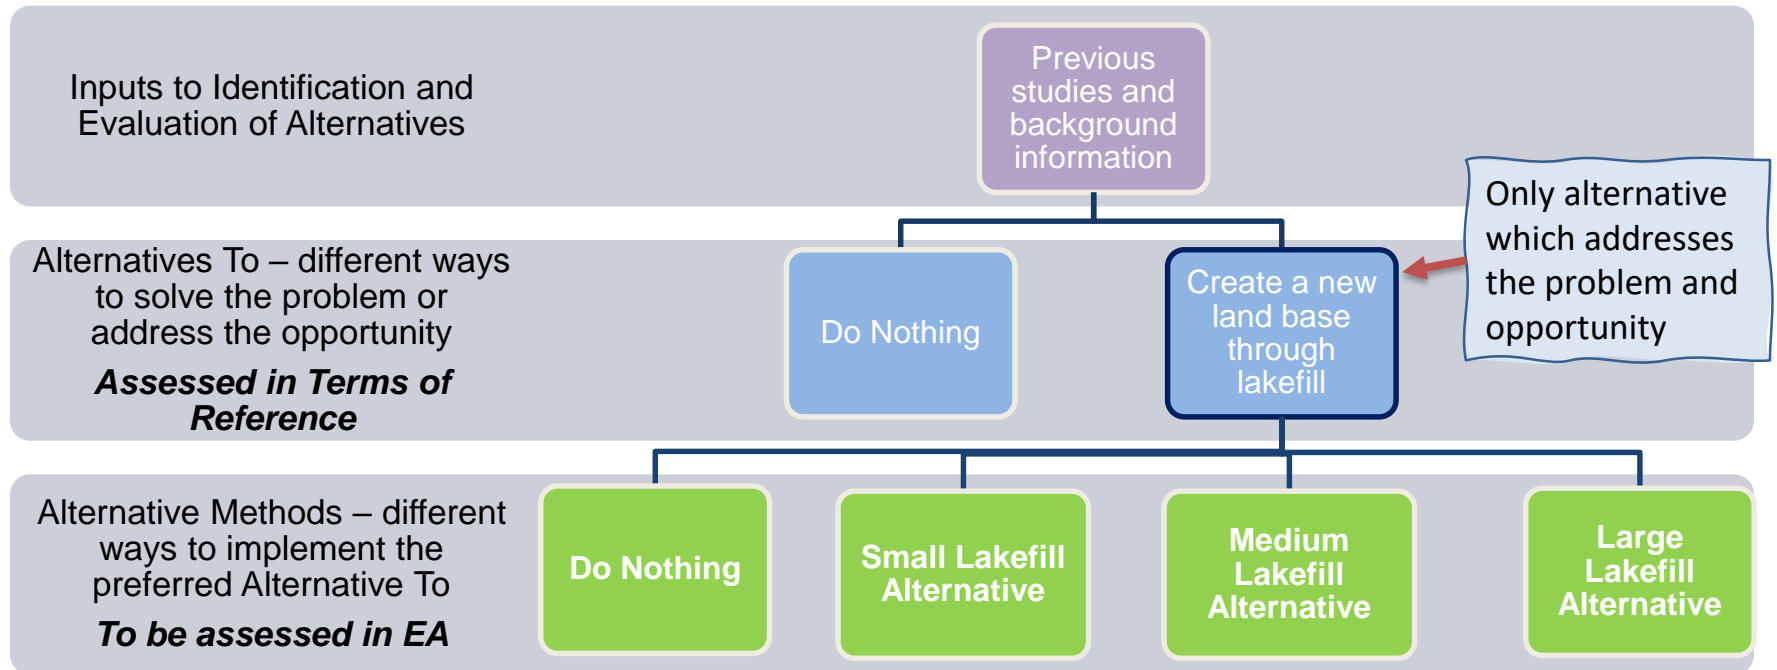 Inputs to Identification and
Evaluation of Alternatives
Previous
studies and
background
information
Only alternative
which addresses
the problem and
opportunity
Alternatives To – different ways
to solve the problem or
address the opportunity
Assessed in Terms of
Reference
Do Nothing
Create a new
land base
through
lakefill
Alternative Methods – different
ways to implement the
preferred Alternative To
To be assessed in EA
Do Nothing
Small Lakefill
Alternative
Medium
Lakefill
Alternative
Large
Lakefill
Alternative